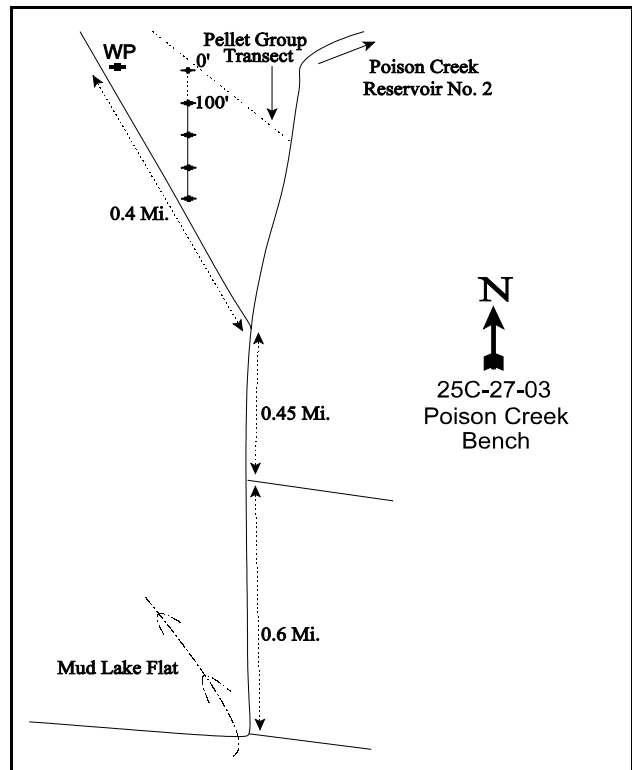 WP
0'
Pellet Group
Transect
Poison Creek
Reservoir No. 2
100'
0.4 Mi.
N
25C-27-03
Poison Creek
Bench
0.45 Mi.
0.6 Mi.
Mud Lake Flat